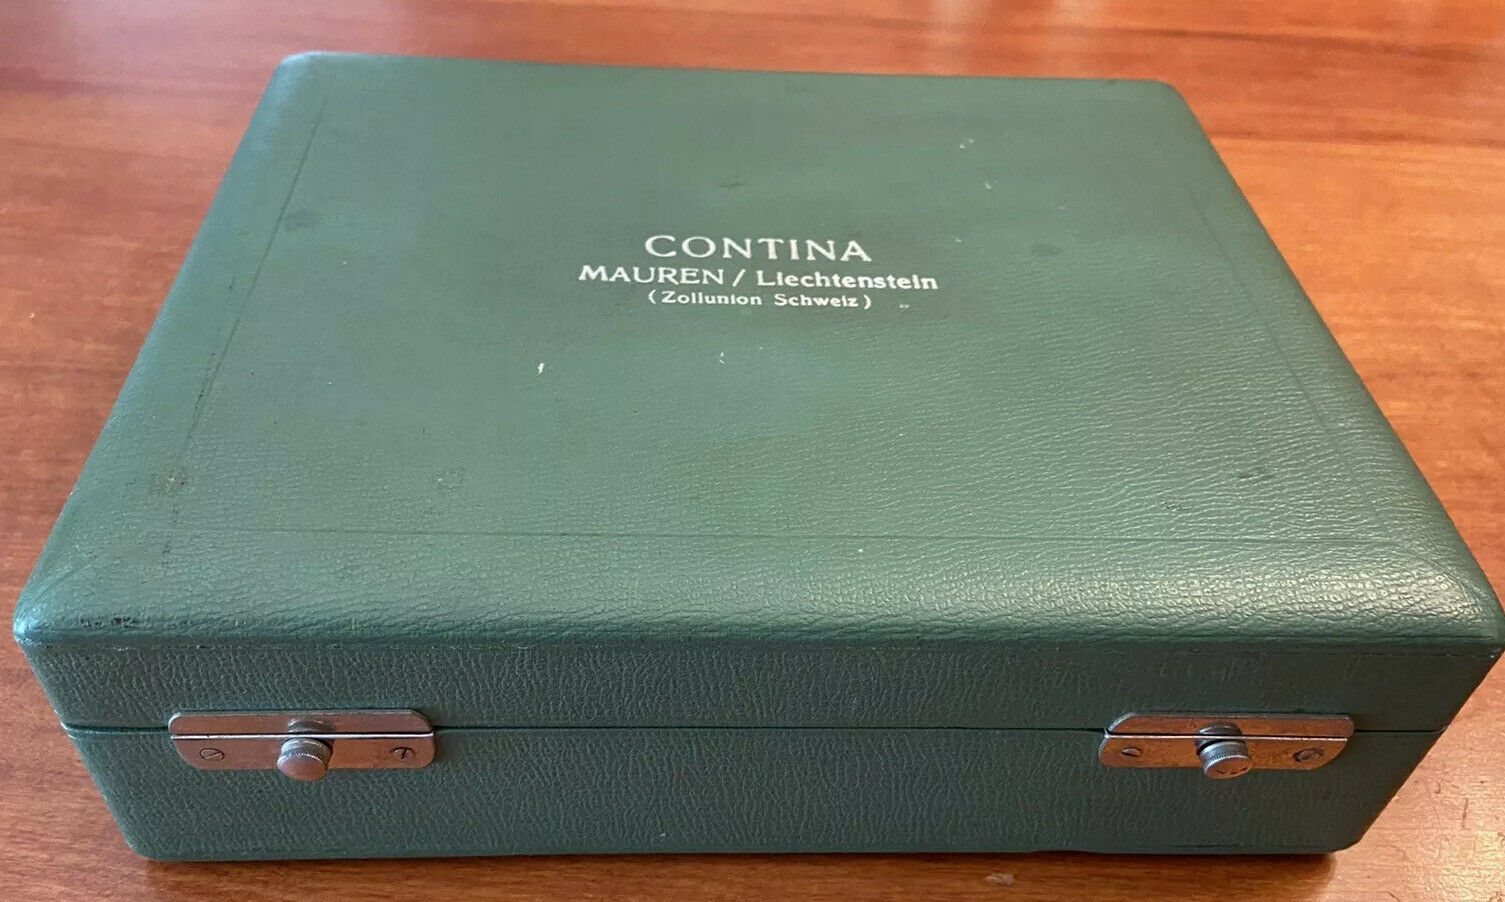 CONTINA
MAUREN / Liechtenstein
(Zollunion Schweiz)